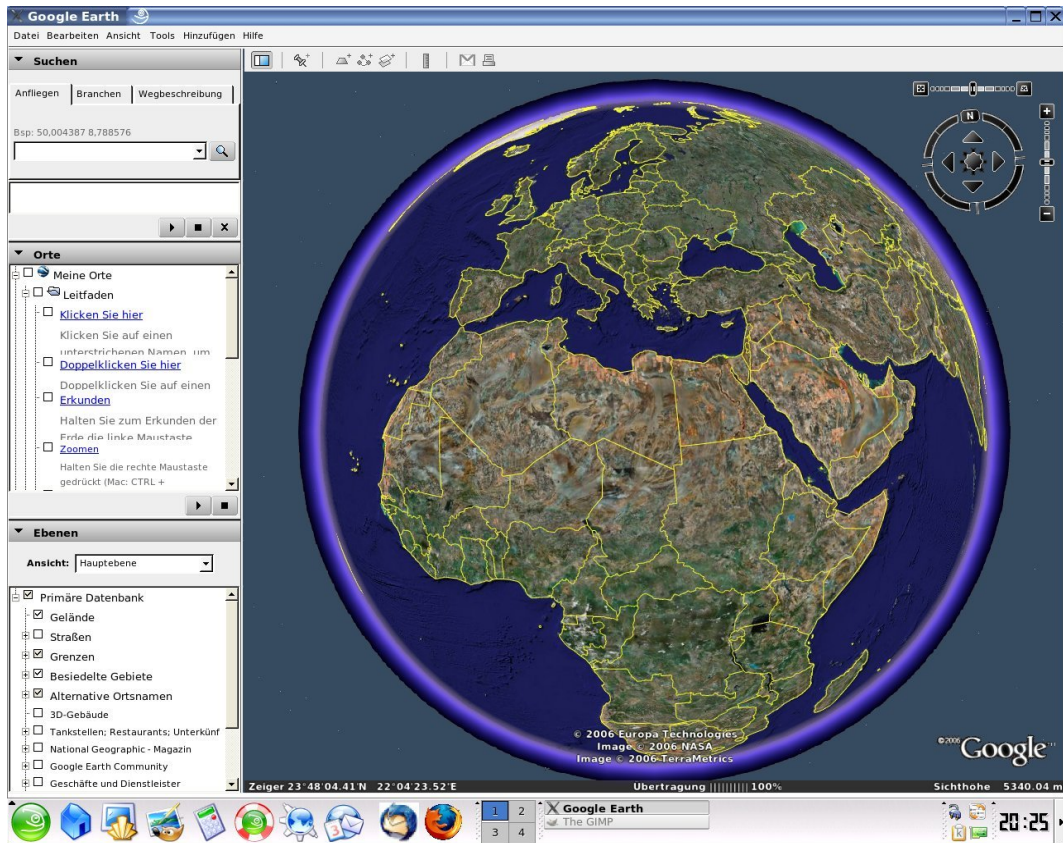 Google Earth
Datei Bearbeiten Ansicht Tools Hinzufügen Hilfe
Suchen
Anfliegen Branchen Wegbeschreibung
Bsp: 50,004387 8,788576
Orte
Meine Orte
Leitfaden
Klicken Sie hier
Klicken Sie auf einen
unterstrichenen Namen, um
Doppelklicken Sie hier
Doppelklicken Sie auf einen
Erkunden
Halten Sie zum Erkunden der
Erde die linke Maustaste
Zoomen
Halten Sie die rechte Maustaste
gedrückt (Mac: CTRL +
Ebenen
Ansicht: Hauptebene
Primäre Datenbank
Gelände
Straßen
Grenzen
Besiedelte Gebiete
Alternative Ortsnamen
3D-Gebäude
Tankstellen; Restaurants; Unterkünf
National Geographic - Magazin
Google Earth Community
Geschäfte und Dienstleister
N
© 2006 Europa Technologies
Image © 2006 NASA
Image © 2006 TerraMetrics
©2006 Google
Zeiger 23°48'04.41"N 22°04'23.52"E Übertragung 100% Sichthöhe 5340.04 m
1 2
3 4
Google Earth
The GIMP
20:25